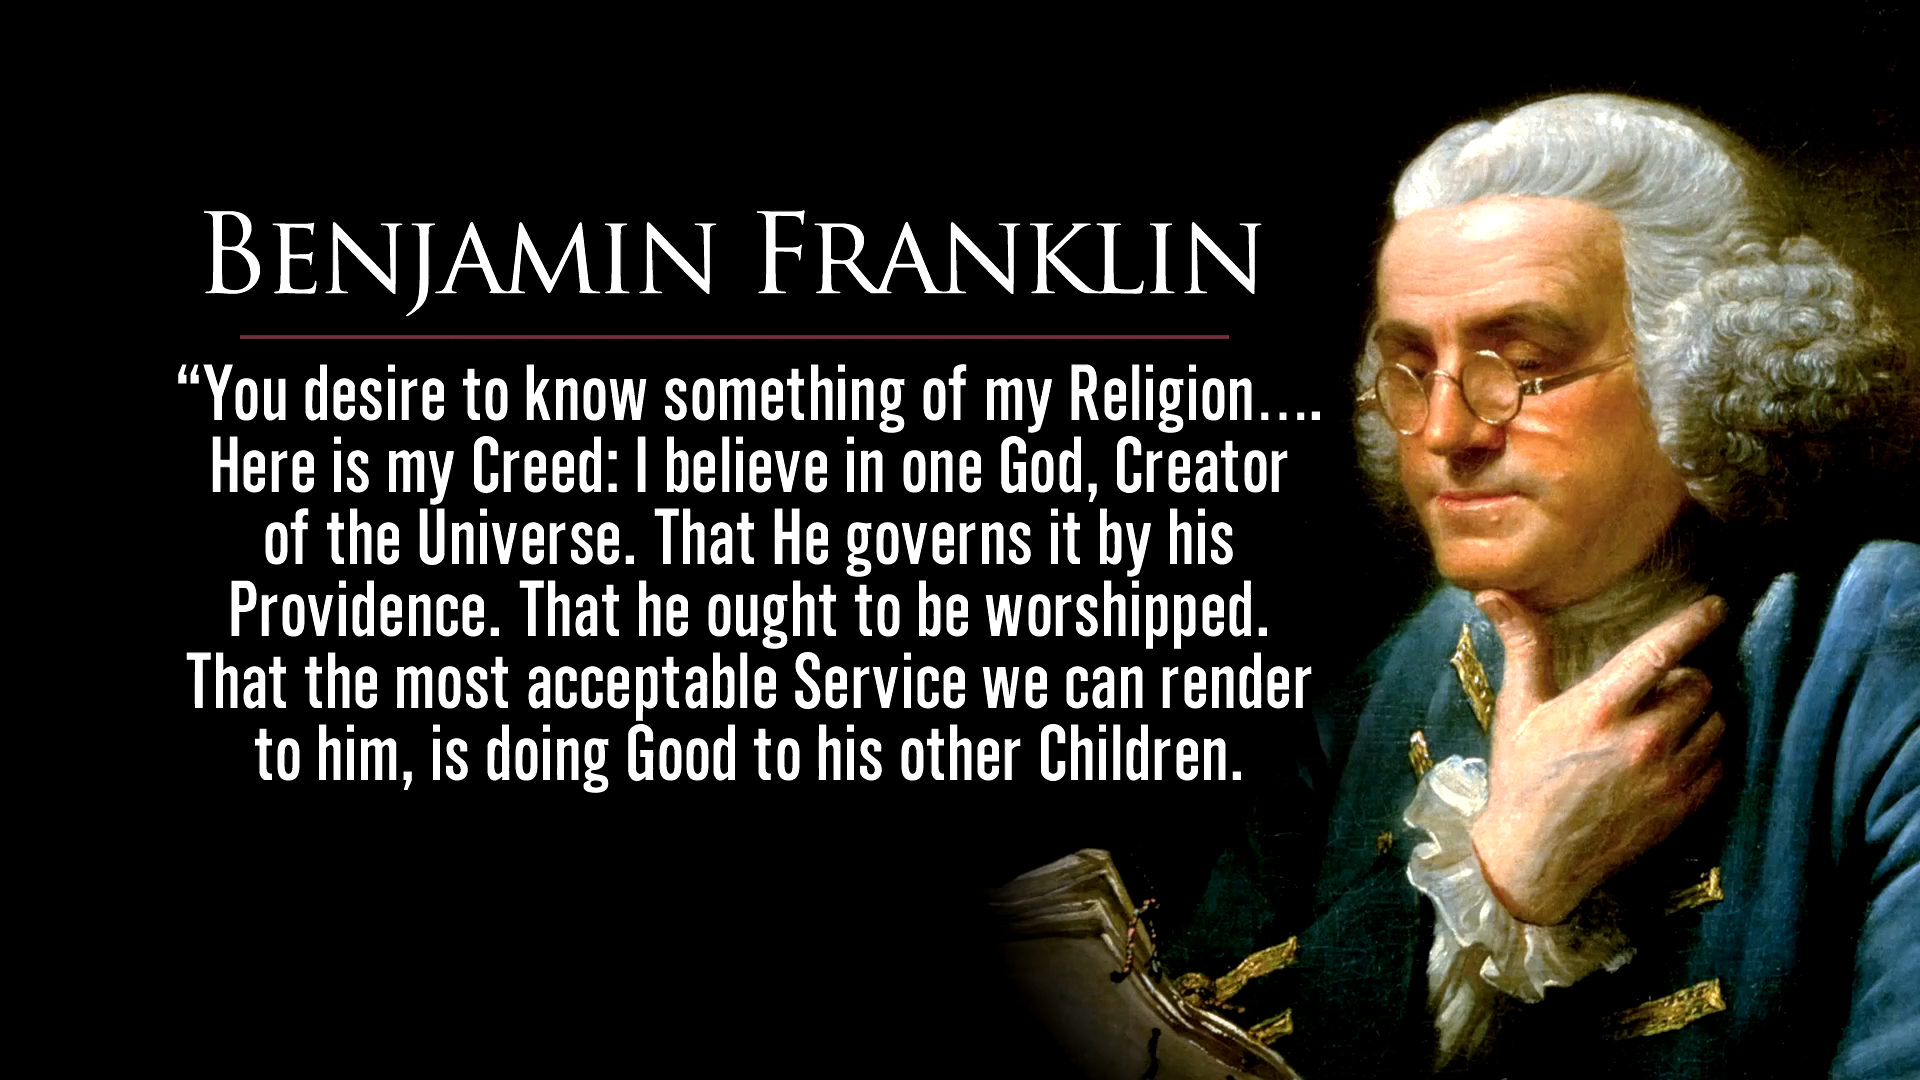 BENJAMIN FRANKLIN
“You desire to know something of my Religion….
Here is my Creed: I believe in one God, Creator
of the Universe. That He governs it by his
Providence. That he ought to be worshipped.
That the most acceptable Service we can render
to him, is doing Good to his other Children.